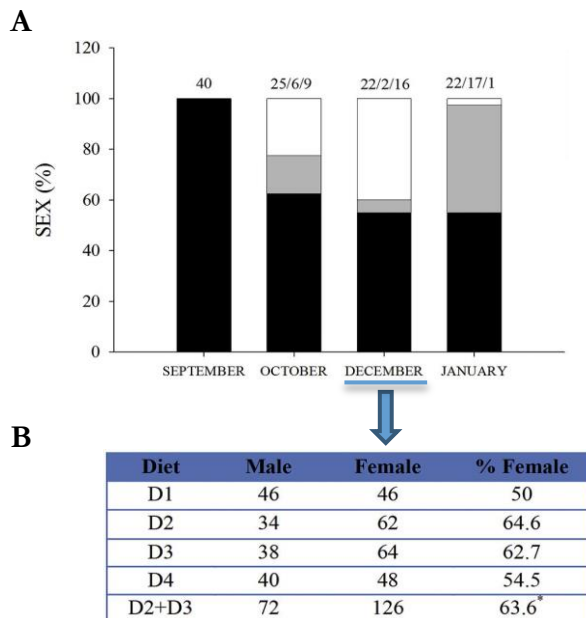 A
120
40 25/6/9 22/2/16 22/17/1
100
80
60
40
20
0
SEX (%)
SEPTEMBER OCTOBER DECEMBER JANUARY
B
Diet Male Female % Female
D1 46 46 50
D2 34 62 64.6
D3 38 64 62.7
D4 40 48 54.5
D2+D3 72 126 63.6*